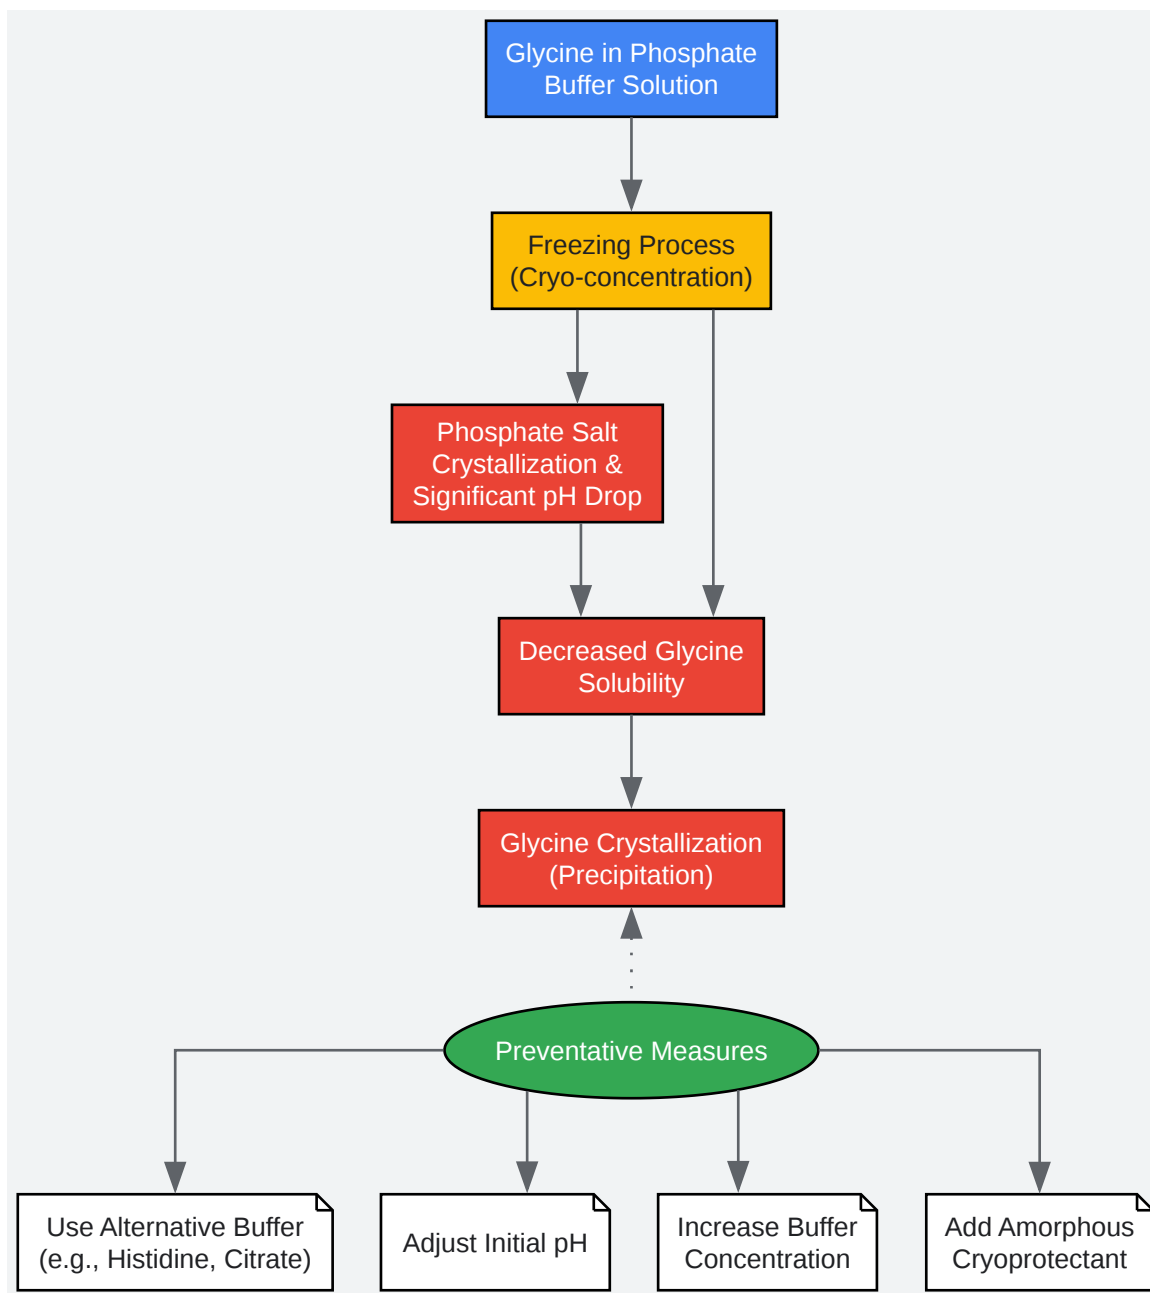 Glycine in Phosphate
Buffer Solution
Freezing Process
(Cryo-concentration)
Phosphate Salt
Crystallization &
Significant pH Drop
Decreased Glycine
Solubility
Glycine Crystallization
(Precipitation)
Preventative Measures
Use Alternative Buffer
(e.g., Histidine, Citrate)
Adjust Initial pH
Increase Buffer
Concentration
Add Amorphous
Cryoprotectant